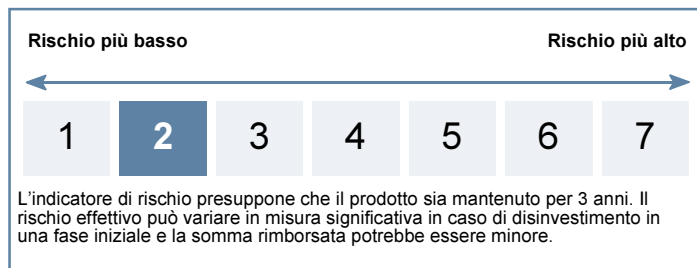 Rischio più basso Rischio più alto
1 2 3 4 5 6 7
L'indicatore di rischio presuppone che il prodotto sia mantenuto per 3 anni. Il
rischio effettivo può variare in misura significativa in caso di disinvestimento in
una fase iniziale e la somma rimborsata potrebbe essere minore.